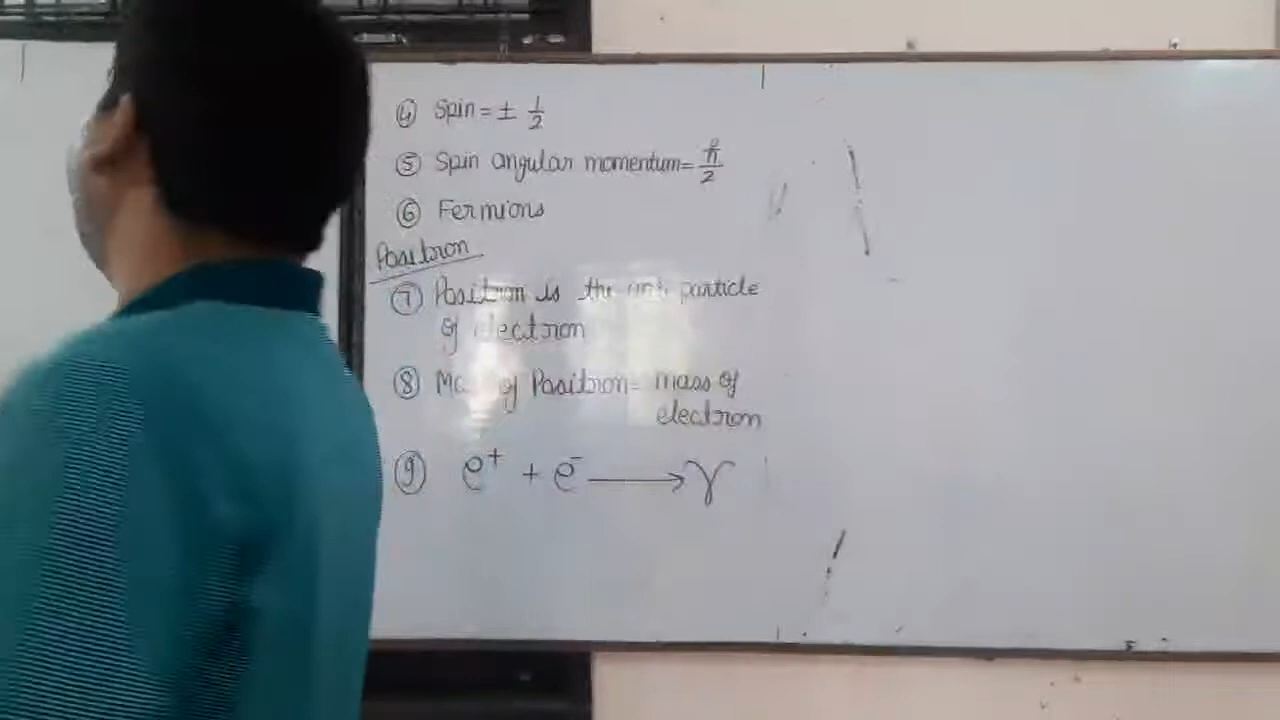 ④ Spin = ± 1/2
⑤ Spin angular momentum = ħ/2
⑥ Fermions
Positron
⑦ Positron is the anti particle
of electron
⑧ of Positron = mass of
electron
⑨ e⁺ + e⁻ ⟶ γ